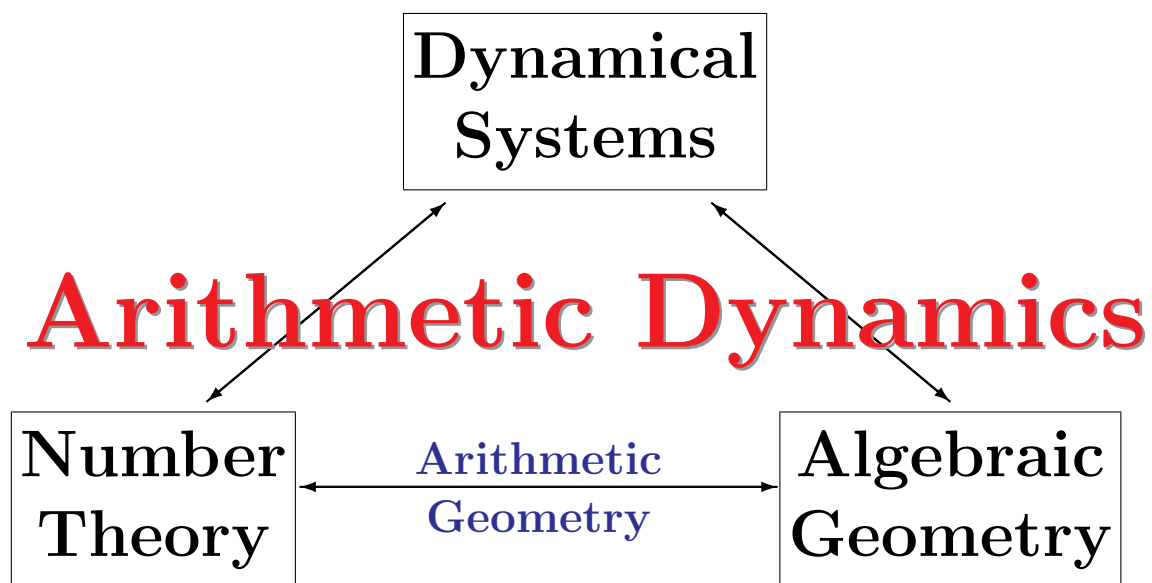 Dynamical
Systems
Arithmetic Dynamics
Number
Theory
Arithmetic
Geometry
Algebraic
Geometry